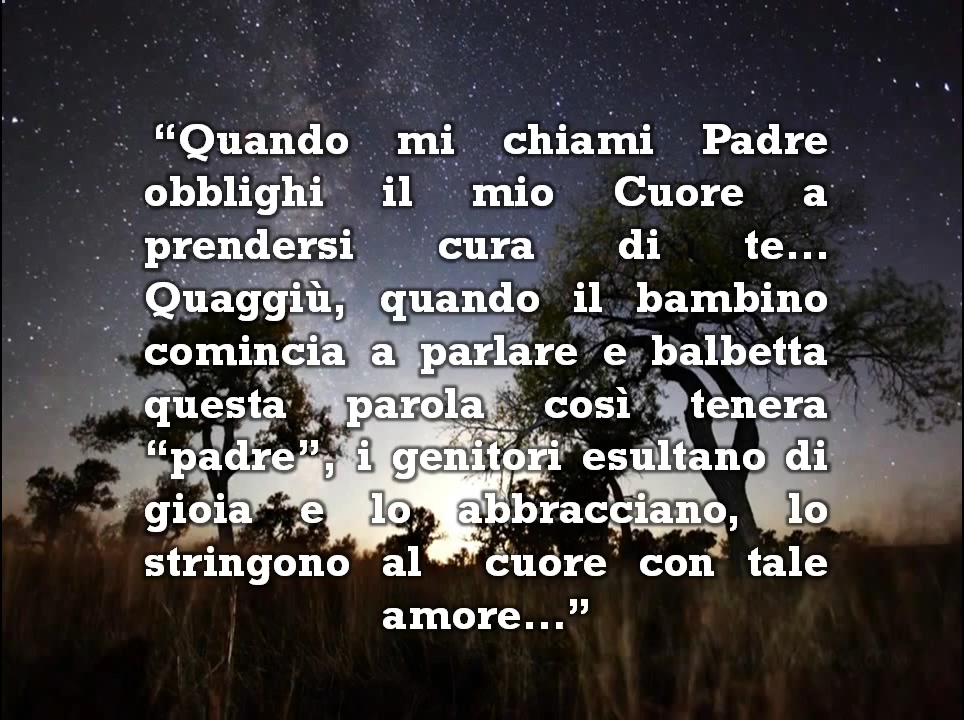 “Quando mi chiami Padre
obblighi il mio Cuore a
prendersi cura di te...
Quaggiù, quando il bambino
comincia a parlare e balbetta
questa parola così tenera
“padre”, i genitori esultano di
gioia e lo abbracciano, lo
stringono al cuore con tale
amore...”